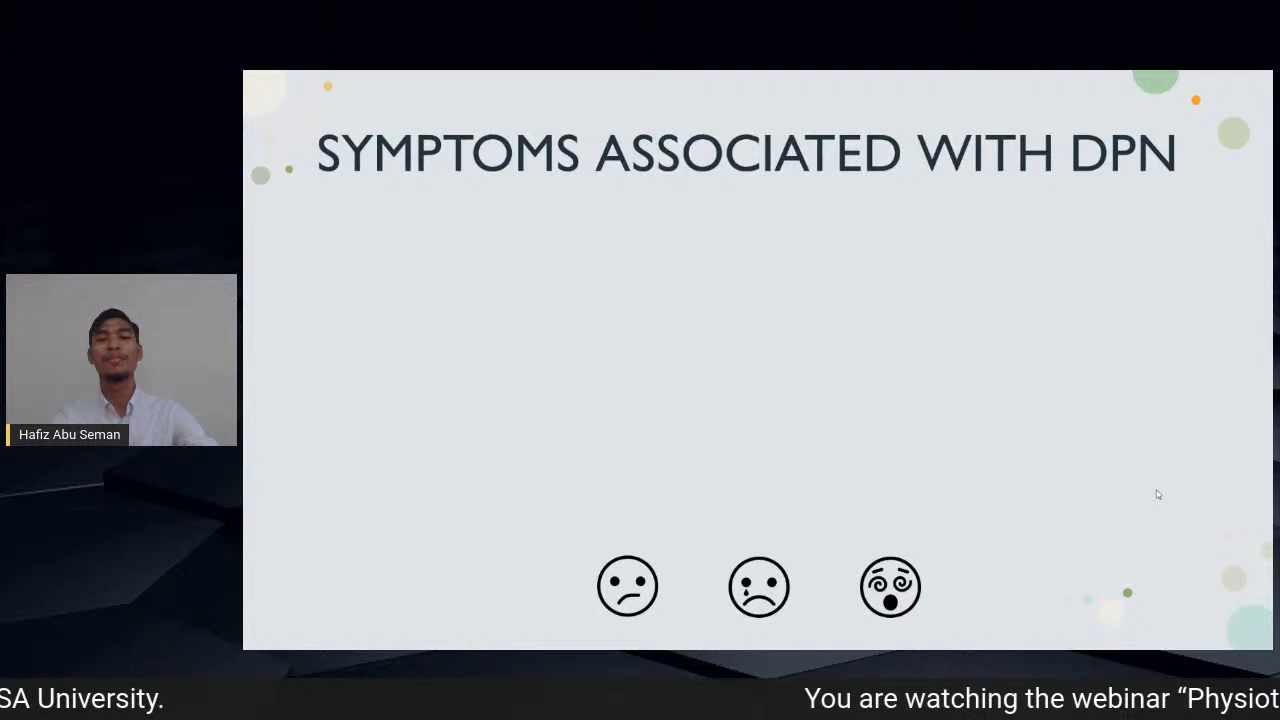 SYMPTOMS ASSOCIATED WITH DPN
Hafiz Abu Seman
SA University.
You are watching the webinar “Physiot